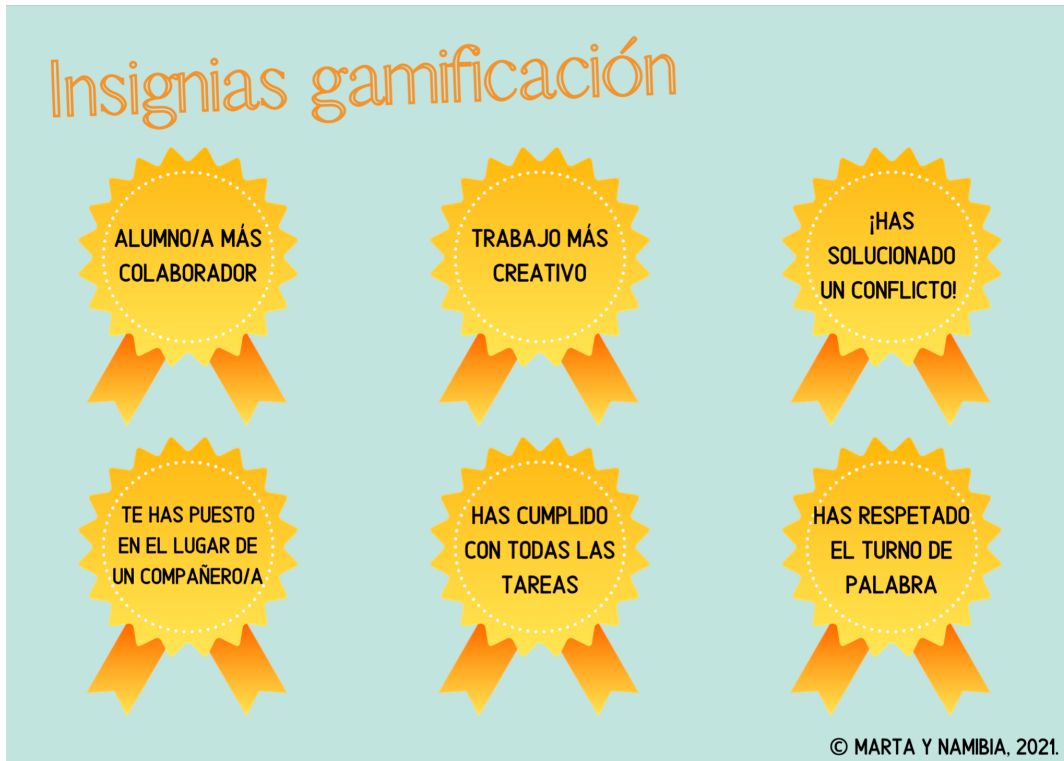 Insignias gamificación
ALUMNO/A MÁS
COLABORADOR
TRABAJO MÁS
CREATIVO
¡HAS
SOLUCIONADO
UN CONFLICTO!
TE HAS PUESTO
EN EL LUGAR DE
UN COMPAÑERO/A
HAS CUMPLIDO
CON TODAS LAS
TAREAS
HAS RESPETADO
EL TURNO DE
PALABRA
© MARTA Y NAMIBIA, 2021.